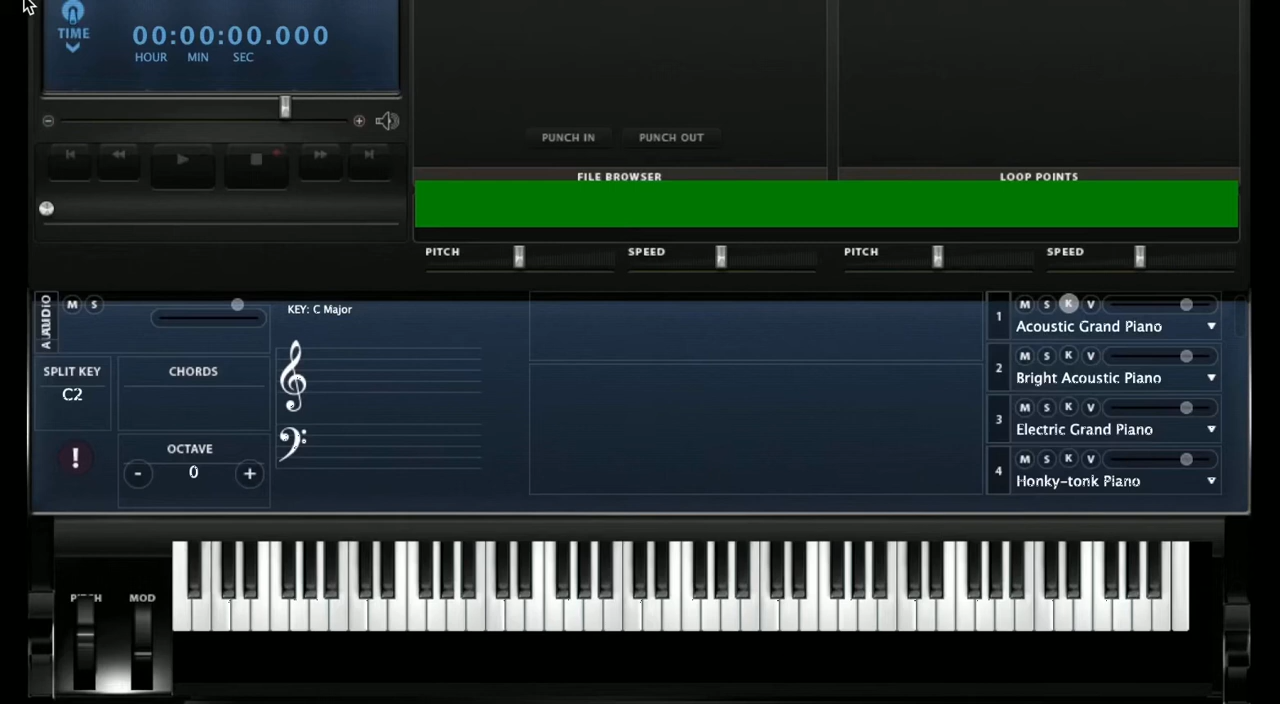 TIME
00:00:00.000
HOUR MIN SEC
PUNCH IN PUNCH OUT
FILE BROWSER LOOP POINTS
PITCH SPEED PITCH SPEED
M S
KEY: C Major
1 M S K V
Acoustic Grand Piano
2 M S K V
Bright Acoustic Piano
3 M S K V
Electric Grand Piano
4 M S K V
Honky-tonk Piano
SPLIT KEY
C2
CHORDS
!
OCTAVE
- 0 +
PITCH MOD